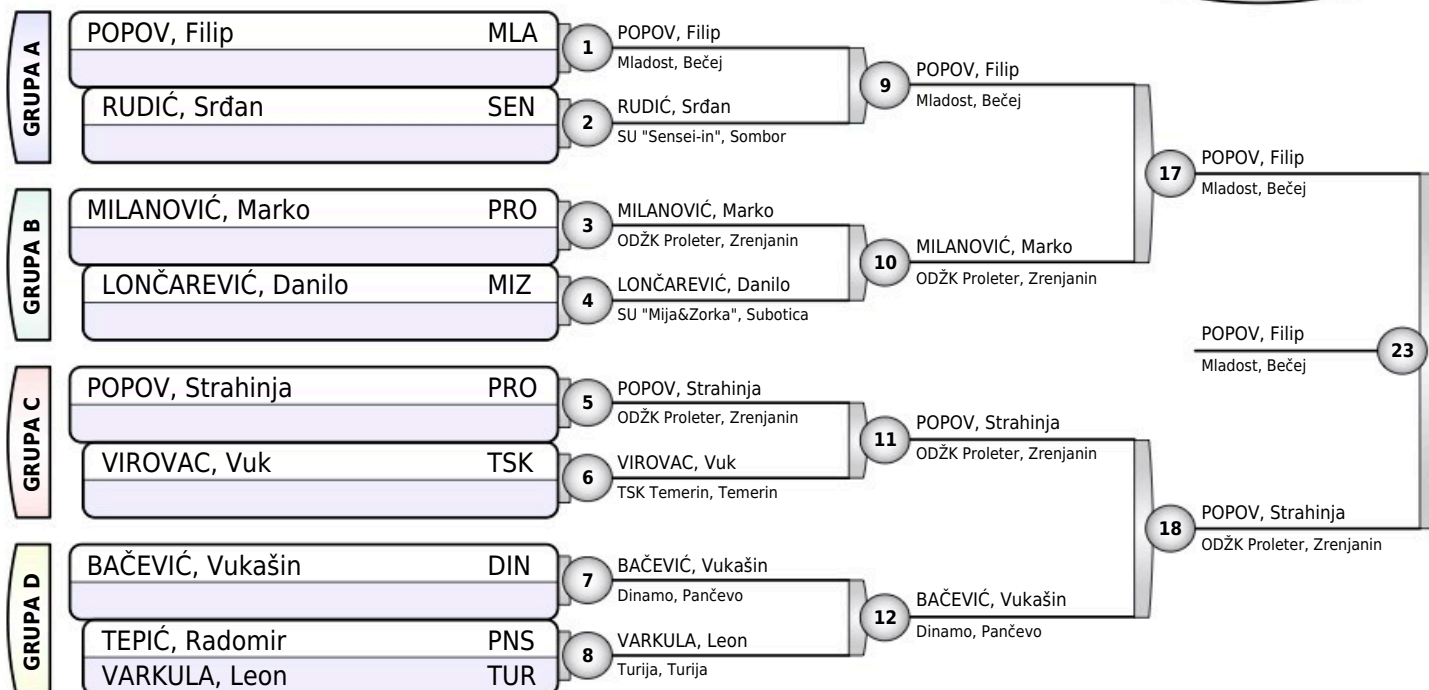 GRUPA A
POPOV, Filip MLA
RUDIĆ, Srđan SEN
1
POPOV, Filip
Mladost, Bečej
2
RUDIĆ, Srđan
SU "Sensei-in", Sombor
9
POPOV, Filip
Mladost, Bečej
GRUPA B
MILANOVIĆ, Marko PRO
LONČAREVIĆ, Danilo MIZ
3
MILANOVIĆ, Marko
ODŽK Proleter, Zrenjanin
4
LONČAREVIĆ, Danilo
SU "Mija&Zorka", Subotica
10
MILANOVIĆ, Marko
ODŽK Proleter, Zrenjanin
17
POPOV, Filip
Mladost, Bečej
GRUPA C
POPOV, Strahinja PRO
VIROVAC, Vuk TSK
5
POPOV, Strahinja
ODŽK Proleter, Zrenjanin
6
VIROVAC, Vuk
TSK Temerin, Temerin
11
POPOV, Strahinja
ODŽK Proleter, Zrenjanin
GRUPA D
BAČEVIĆ, Vukašin DIN
TEPIĆ, Radomir PNS
VARKULA, Leon TUR
7
BAČEVIĆ, Vukašin
Dinamo, Pančevo
8
VARKULA, Leon
Turija, Turija
12
BAČEVIĆ, Vukašin
Dinamo, Pančevo
18
POPOV, Strahinja
ODŽK Proleter, Zrenjanin
POPOV, Filip
Mladost, Bečej
23